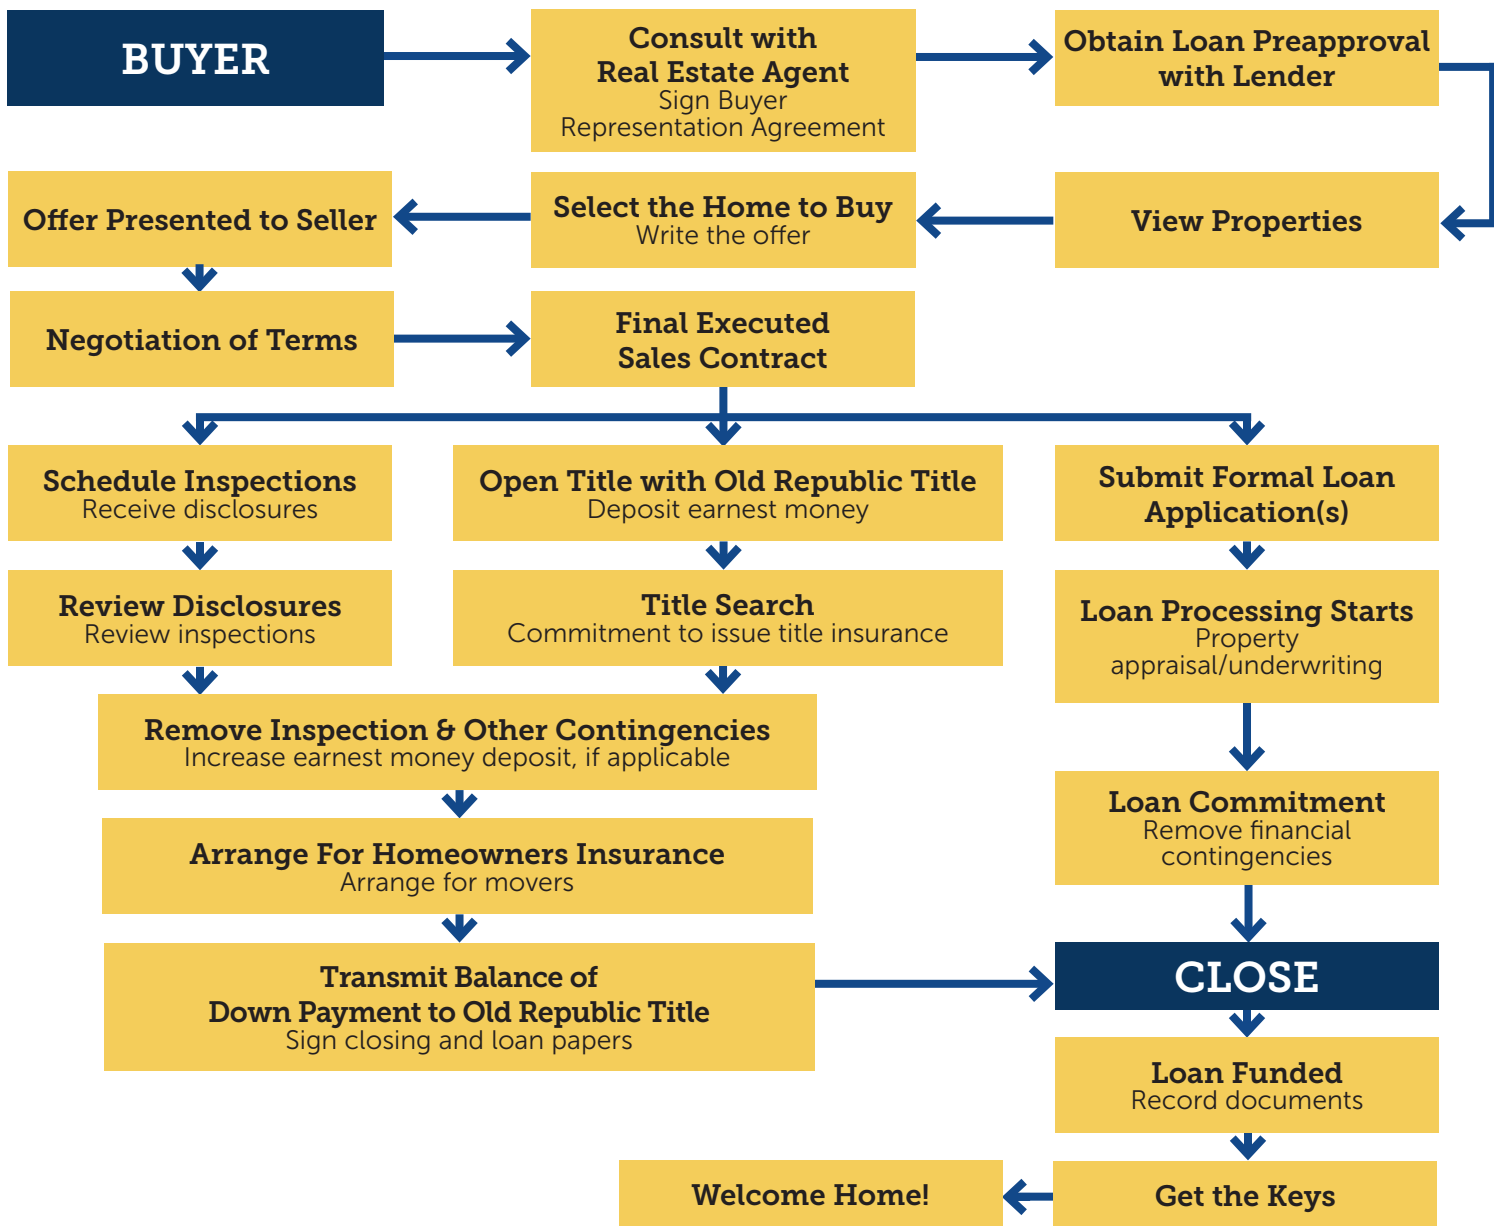 BUYER
Consult with
Real Estate Agent
Sign Buyer
Representation Agreement
Obtain Loan Preapproval
with Lender
Offer Presented to Seller
Select the Home to Buy
Write the offer
View Properties
Negotiation of Terms
Final Executed
Sales Contract
Schedule Inspections
Receive disclosures
Open Title with Old Republic Title
Deposit earnest money
Submit Formal Loan
Application(s)
Review Disclosures
Review inspections
Title Search
Commitment to issue title insurance
Loan Processing Starts
Property
appraisal/underwriting
Remove Inspection & Other Contingencies
Increase earnest money deposit, if applicable
Loan Commitment
Remove financial
contingencies
Arrange For Homeowners Insurance
Arrange for movers
Transmit Balance of
Down Payment to Old Republic Title
Sign closing and loan papers
CLOSE
Loan Funded
Record documents
Welcome Home!
Get the Keys